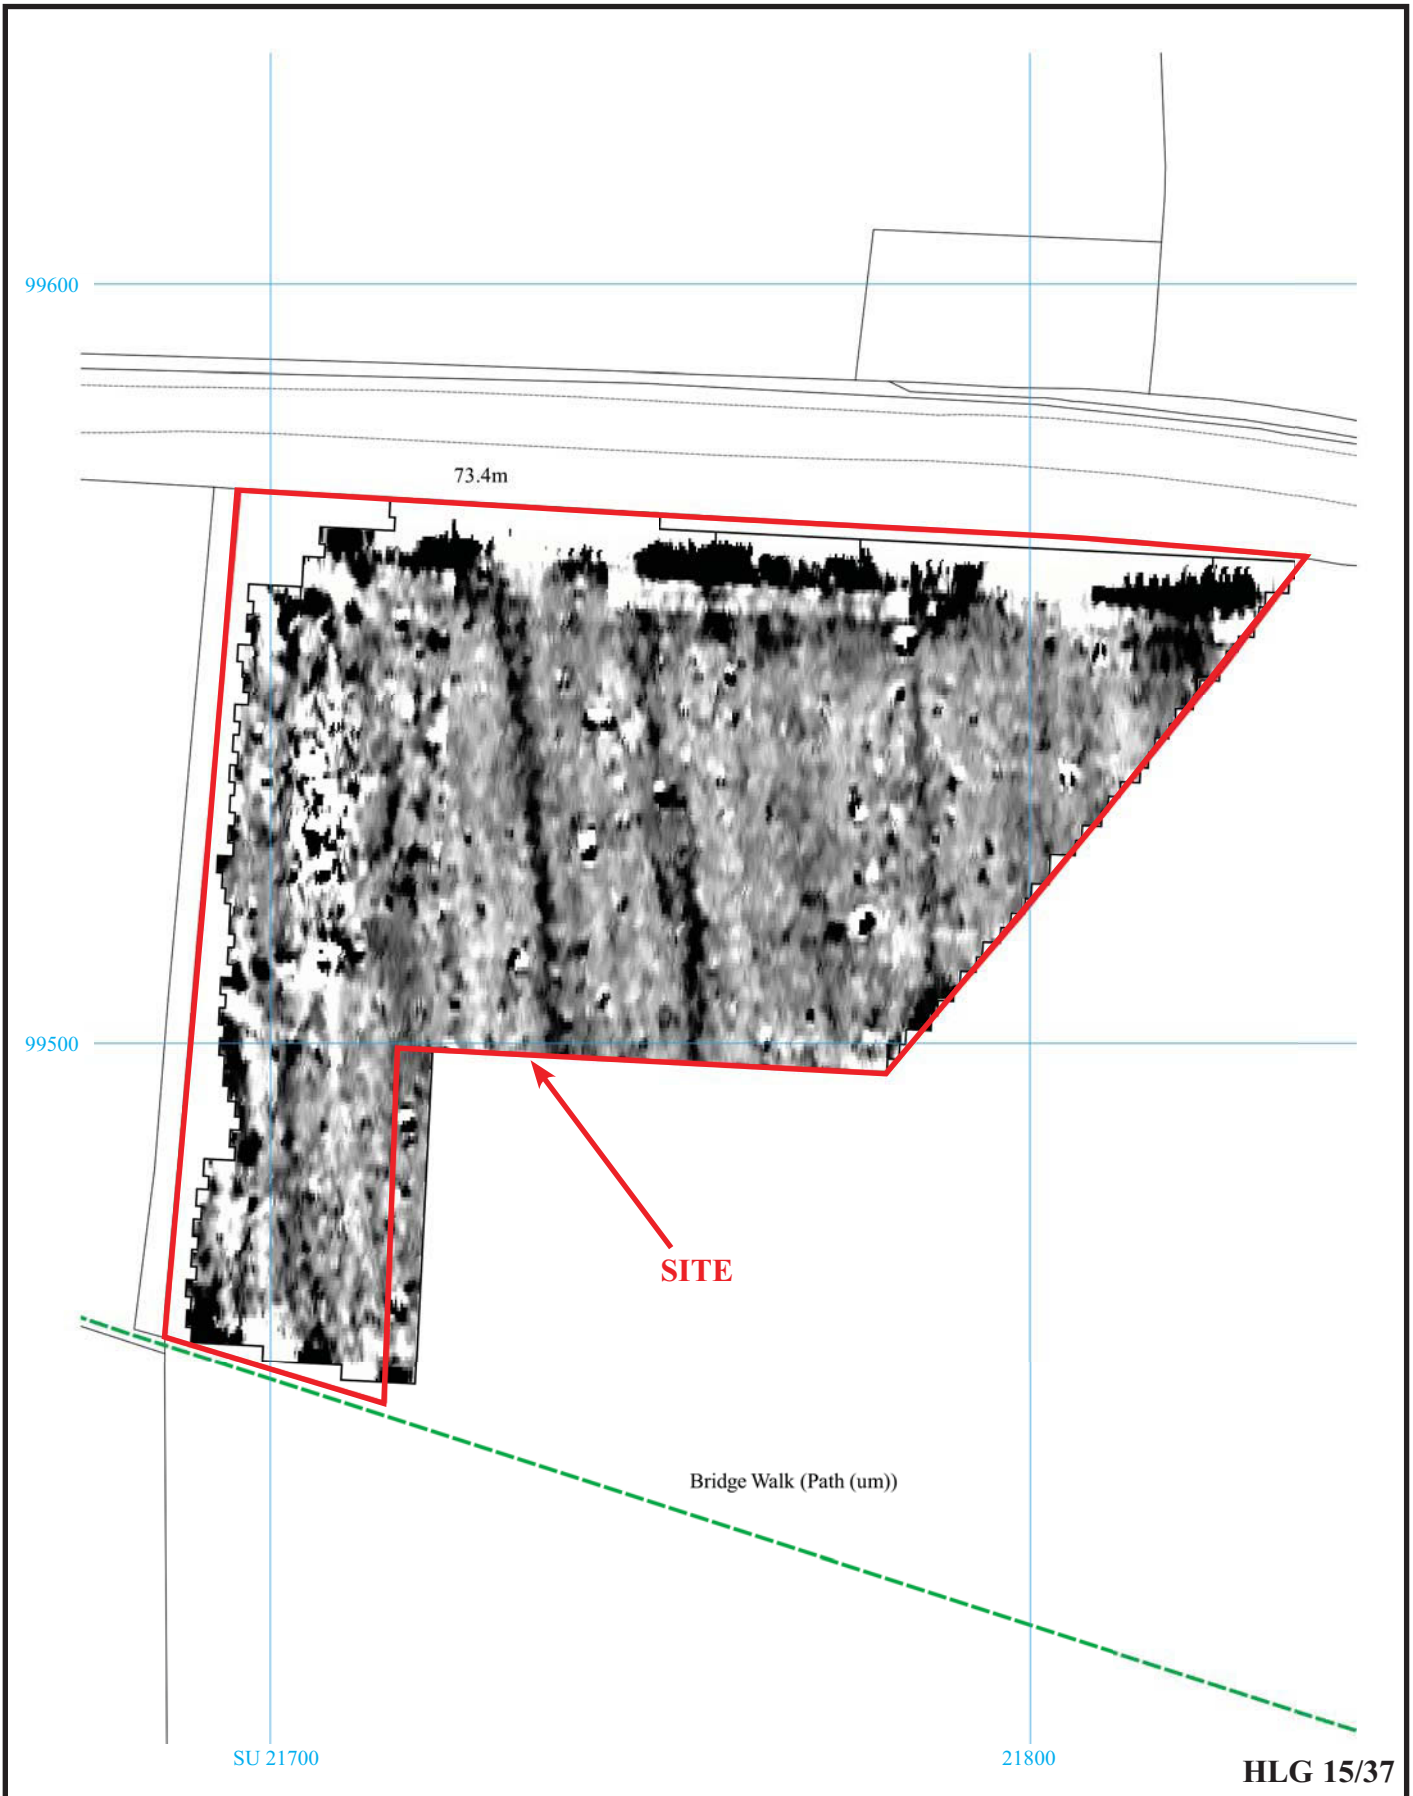 99600
73.4m
99500
SITE
Bridge Walk (Path (um))
SU 21700
21800
HLG 15/37